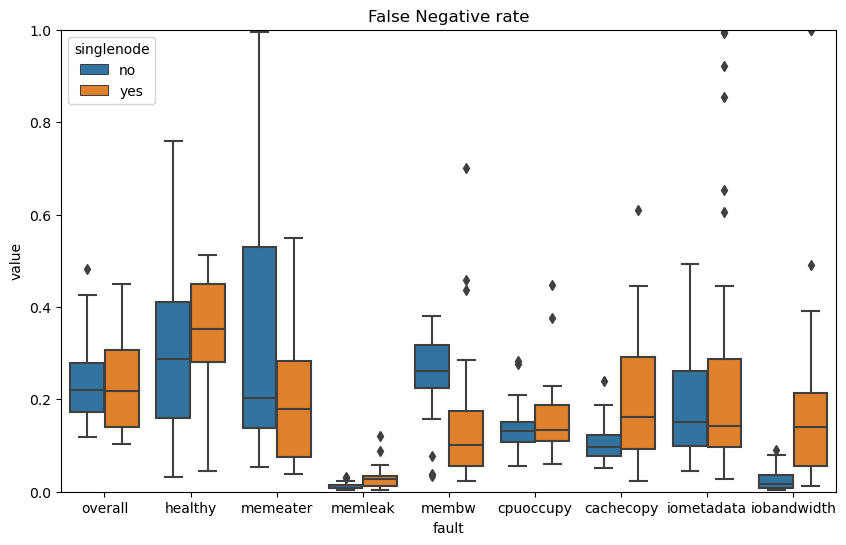 False Negative rate
1.0
0.8
0.6
0.4
0.2
0.0
value
singlenode
no
yes
overall healthy memeater memleak membw cpuoccupy cachecopy iometadata iobandwidth
fault